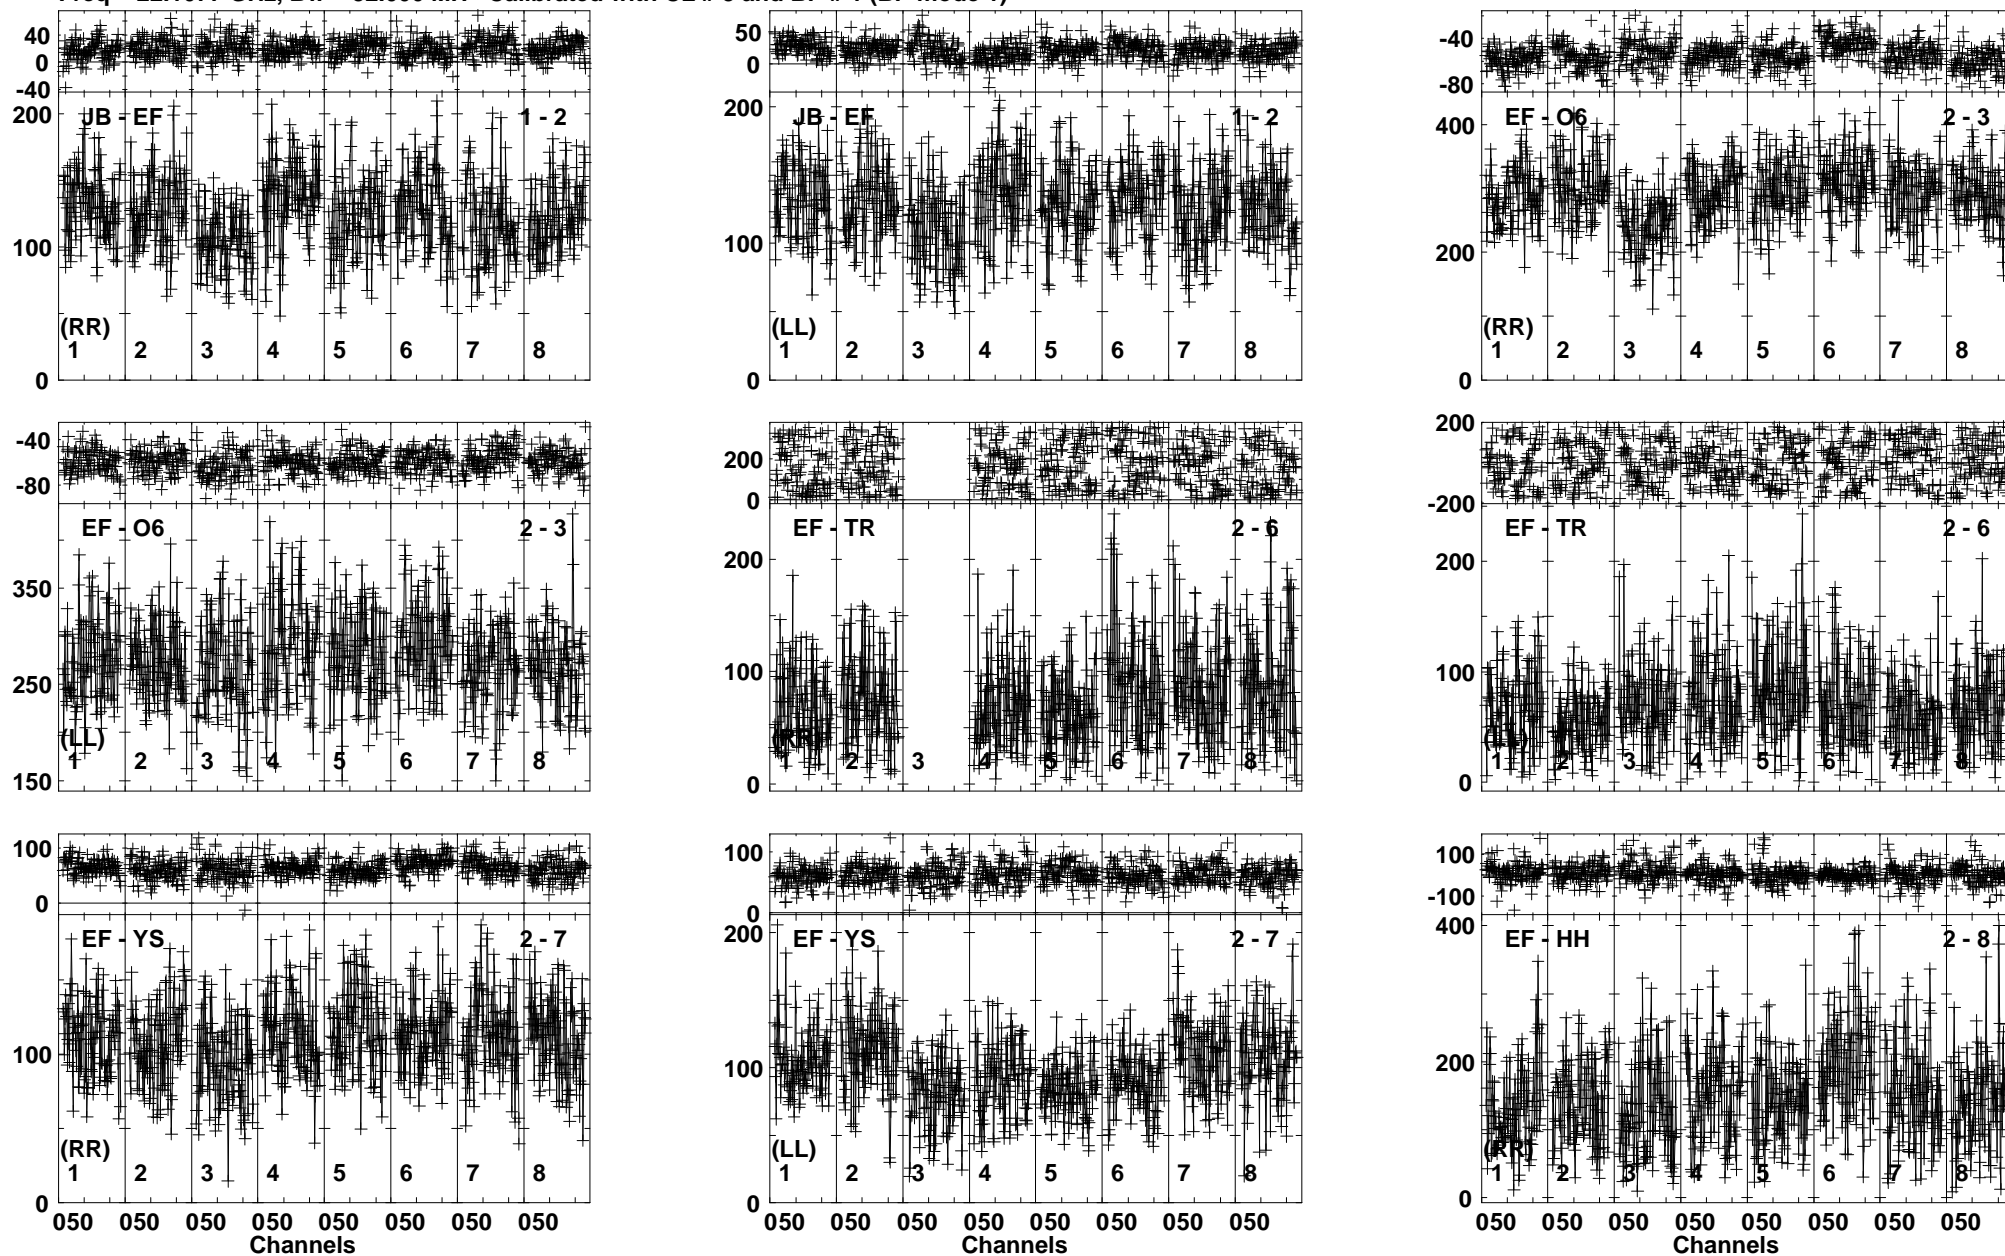 40 0 -40 50 0 -40 -80
JB - EF 1 - 2 JB - EF 1 - 2 EF - O6 2 - 3
200 100 0 200 100 0 400 200 0
(RR) (LL) (RR)
1 2 3 4 5 6 7 8 1 2 3 4 5 6 7 8 1 2 3 4 5 6 7 8
-40 -80 200 0 200 -200
EF - O6 2 - 3 EF - TR 2 - 6 EF - TR 2 - 6
350 250 150 200 100 0 200 100 0
(LL) (RR) (LL)
1 2 3 4 5 6 7 8 1 2 3 4 5 6 7 8 1 2 3 4 5 6 7 8
100 0 100 0 100 -100
EF - YS 2 - 7 EF - YS 2 - 7 EF - HH 2 - 8
100 0 200 100 0 400 200 0
(RR) (LL) (RR)
1 2 3 4 5 6 7 8 1 2 3 4 5 6 7 8 1 2 3 4 5 6 7 8
050 050 050 050 050 050 050 050 050 050 050 050 050 050 050 050 050 050 050 050 050 050 050 050
Channels Channels Channels